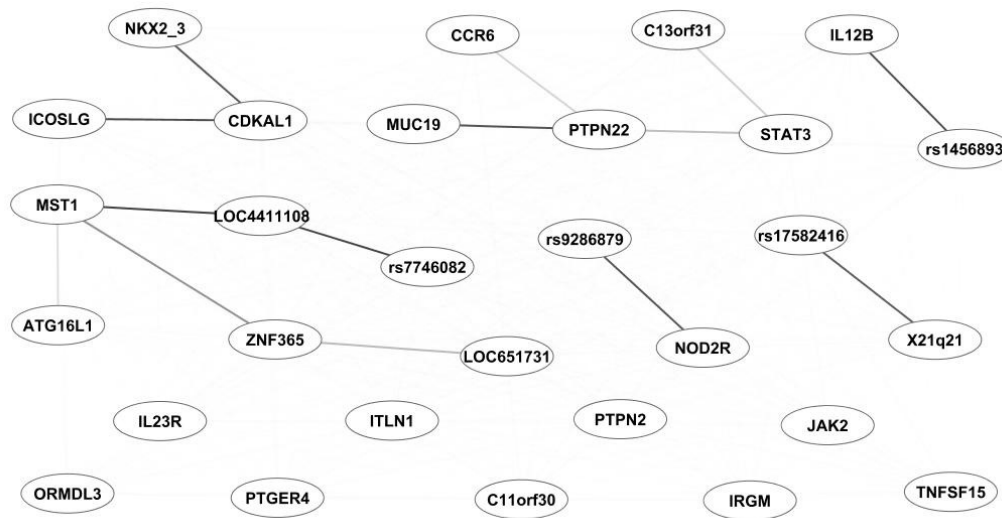 NKX2_3
CCR6
C13orf31
IL12B
ICOSLG
CDKAL1
MUC19
PTPN22
STAT3
rs1456893
MST1
LOC4411108
rs7746082
rs9286879
rs17582416
ATG16L1
ZNF365
LOC651731
NOD2R
X21q21
IL23R
ITLN1
PTPN2
JAK2
ORMDL3
PTGER4
C11orf30
IRGM
TNFSF15